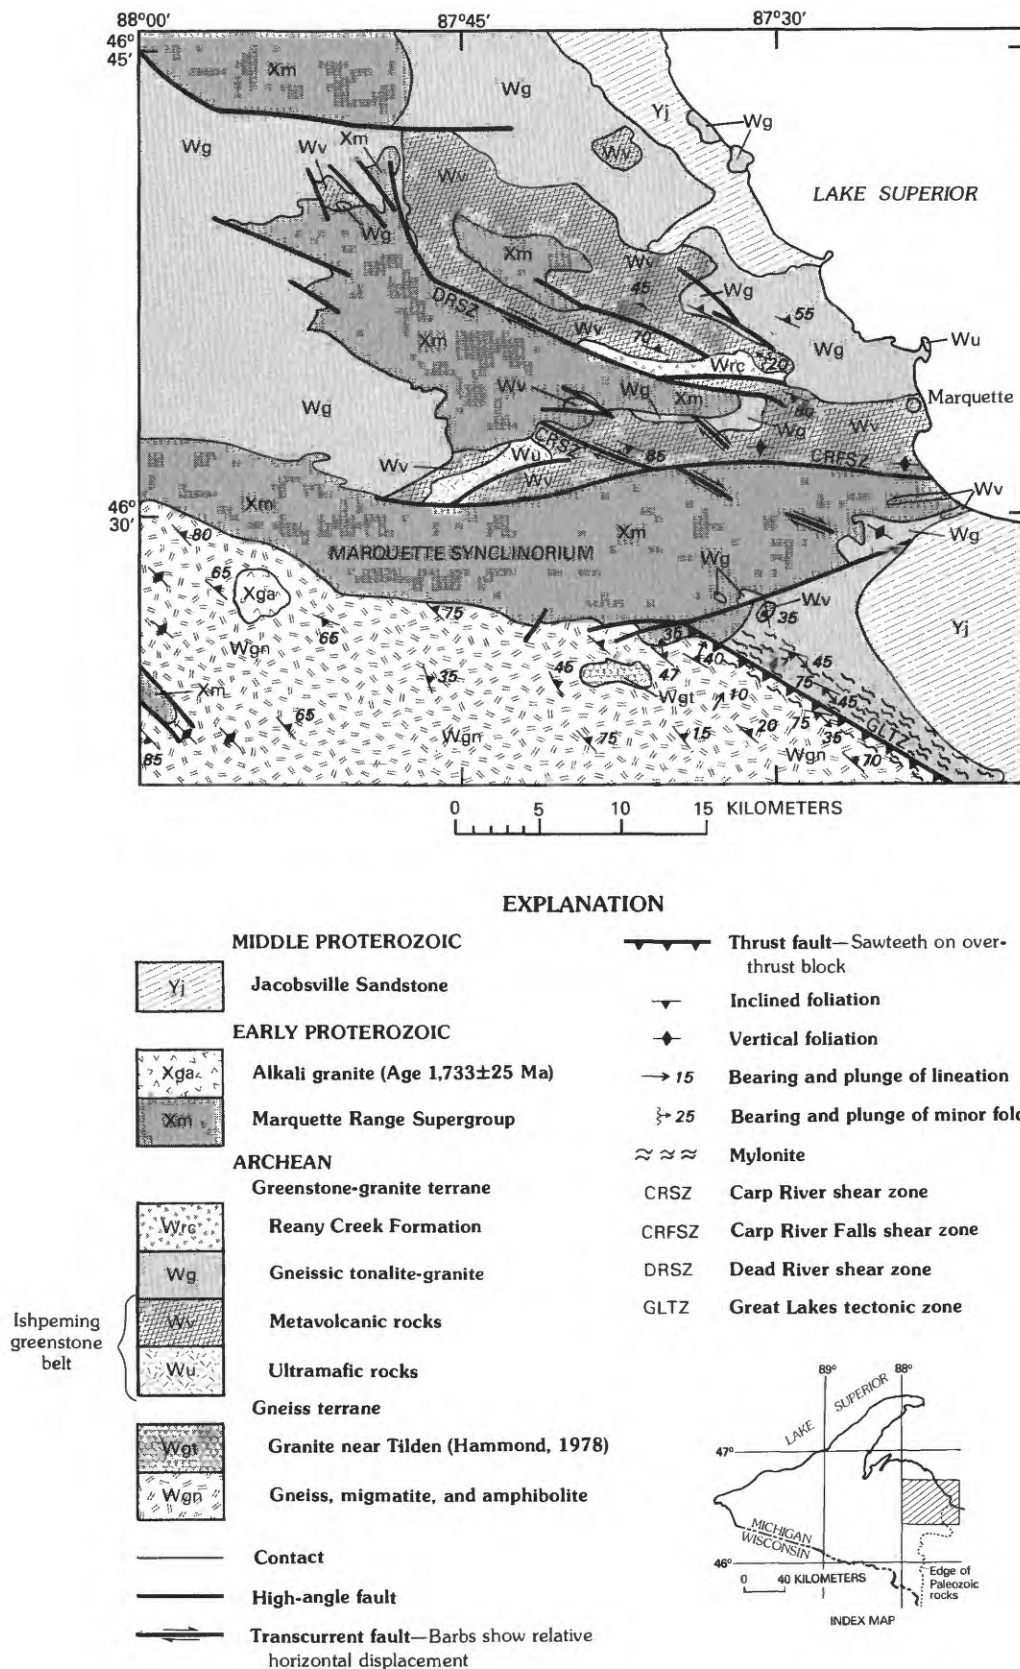 88°00' 87°45' 87°30'
46°
45'
Xm
Wg
Yj
Wg
Wg
Wv
Xm
Wv
Wv
LAKE SUPERIOR
Wg
Xm
Wv
45
Wg
55
DRSZ
Wv
70
Wg
Wu
Xm
Wrc
20
Wv
Wg
Xm
80
Marquette
Wg
Wg
Wv
CRSZ
85
CRFSZ
Wv
Wu
Wv
Wv
46°
30'
Xm
Xm
Wg
80
MARQUETTE SYNCLINORIUM
Wg
65
Xga
75
Wv
35
65
35
Yj
Wgn
40
45
75
Xm
35
45
47
45
Wgt
10
65
75
GLTZ
Wgn
75
15
20
35
85
Wgn
70
0 5 10 15 KILOMETERS
EXPLANATION
MIDDLE PROTEROZOIC
Yj Jacobsville Sandstone
EARLY PROTEROZOIC
Xga Alkali granite (Age 1,733±25 Ma)
Xm Marquette Range Supergroup
ARCHEAN
Greenstone-granite terrane
Wrc Reany Creek Formation
Wg Gneissic tonalite-granite
Ishpeming
greenstone
belt
Wv Metavolcanic rocks
Wu Ultramafic rocks
Gneiss terrane
Wgt Granite near Tilden (Hammond, 1978)
Wgn Gneiss, migmatite, and amphibolite
Contact
High-angle fault
Transcurrent fault—Barbs show relative
horizontal displacement
Thrust fault—Sawteeth on over-
thrust block
Inclined foliation
Vertical foliation
15 Bearing and plunge of lineation
25 Bearing and plunge of minor fold
Mylonite
CRSZ Carp River shear zone
CRFSZ Carp River Falls shear zone
DRSZ Dead River shear zone
GLTZ Great Lakes tectonic zone
89° 88°
LAKE SUPERIOR
47°
MICHIGAN
WISCONSIN
46°
0 40 KILOMETERS
Edge of
Paleozoic
rocks
INDEX MAP